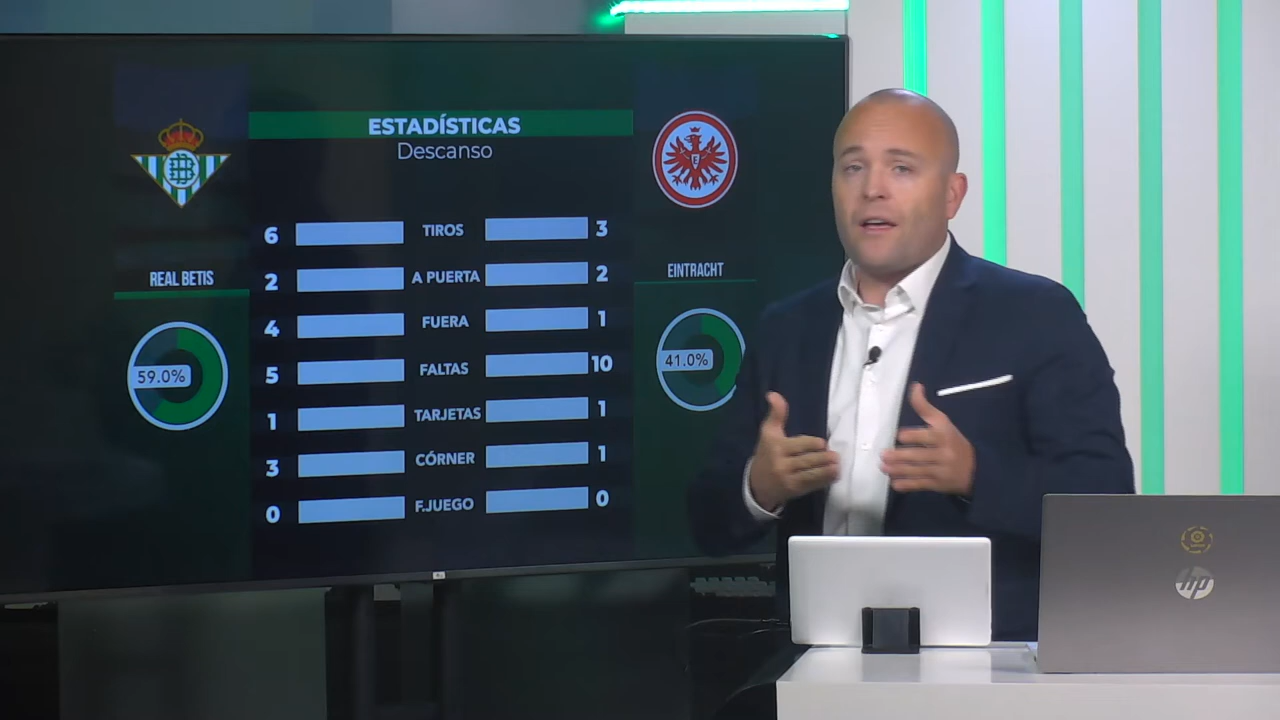 ESTADÍSTICAS
Descanso
6 TIROS 3
2 A PUERTA 2
4 FUERA 1
5 FALTAS 10
1 TARJETAS 1
3 CÓRNER 1
0 F.JUEGO 0
REAL BETIS
59.0%
EINTRACHT
41.0%
hp